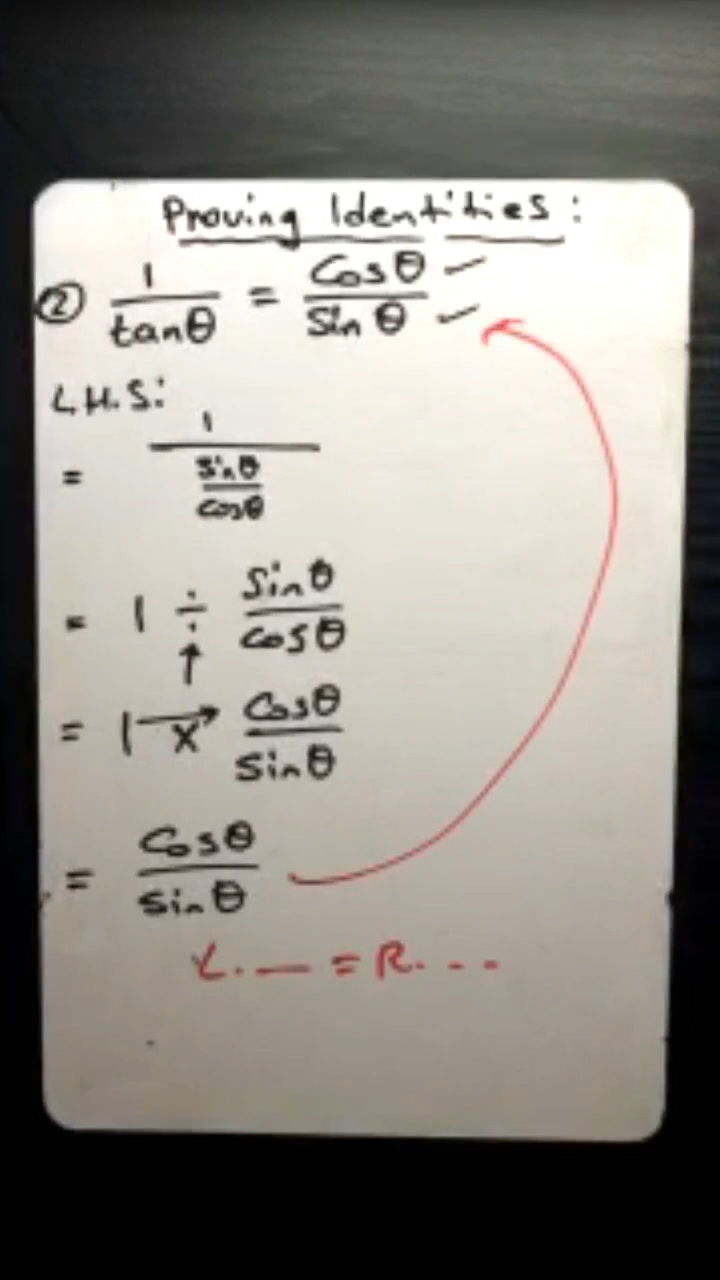 Proving Identities:
② 1/tanθ = Cosθ/Sinθ ✓ ✓
L.H.S:
= 1/(sinθ/cosθ)
= 1 ÷ Sinθ/cosθ
↑
= 1 × Cosθ/sinθ
= Cosθ/sinθ
L. — = R. - - -